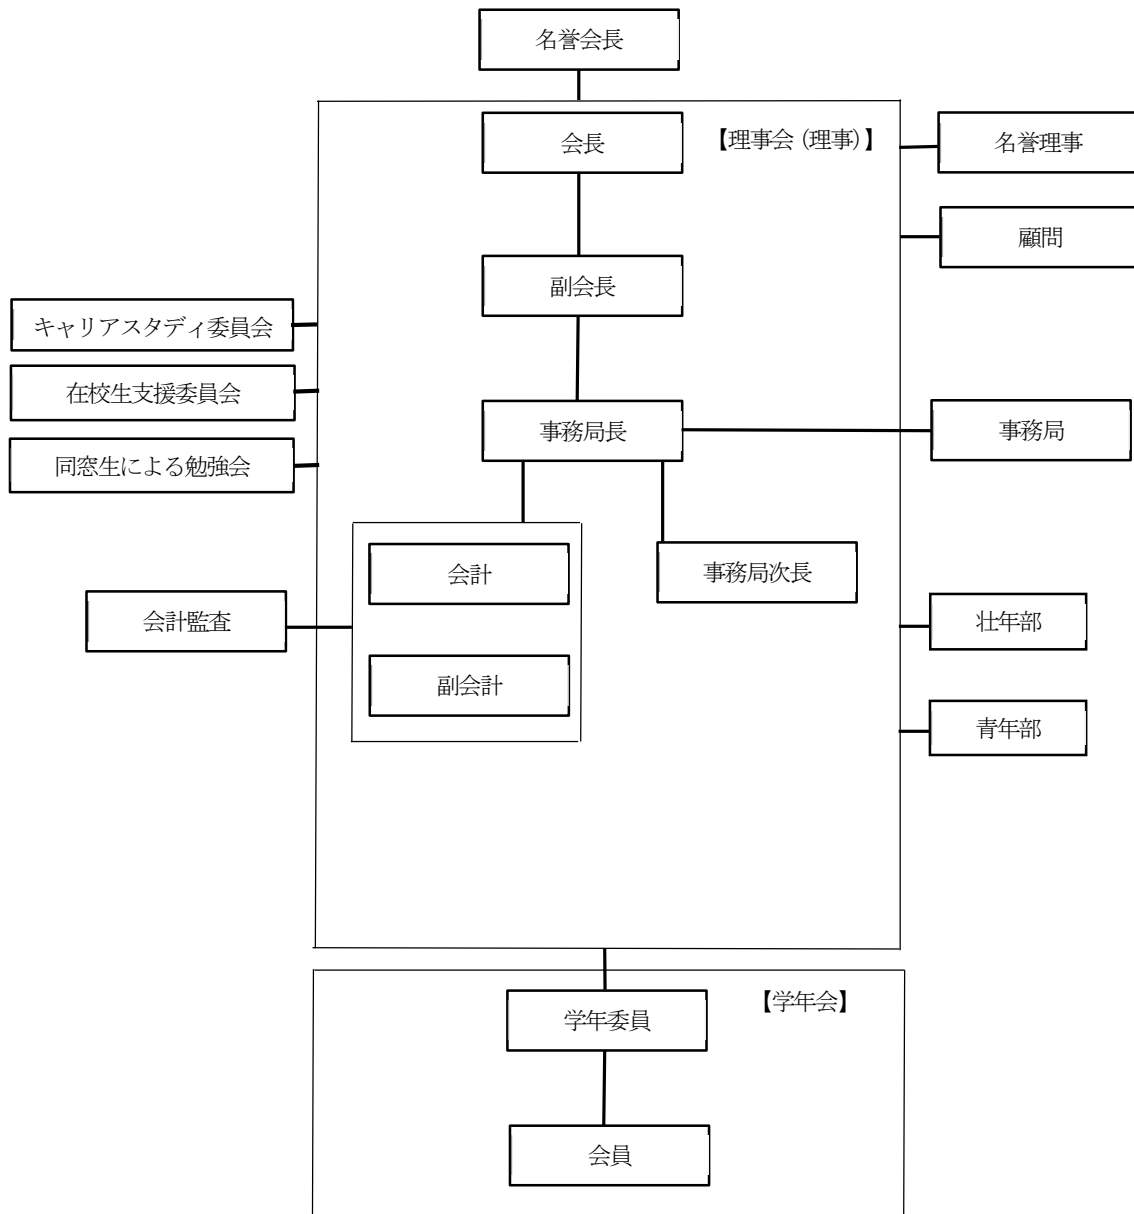 名誉会長
会長
【理事会 (理事) 】
名誉理事
顧問
副会長
キャリアスタディ委員会
在校生支援委員会
事務局長
事務局
同窓生による勉強会
会計
事務局次長
会計監査
壮年部
副会計
青年部
【学年会】
学年委員
会員